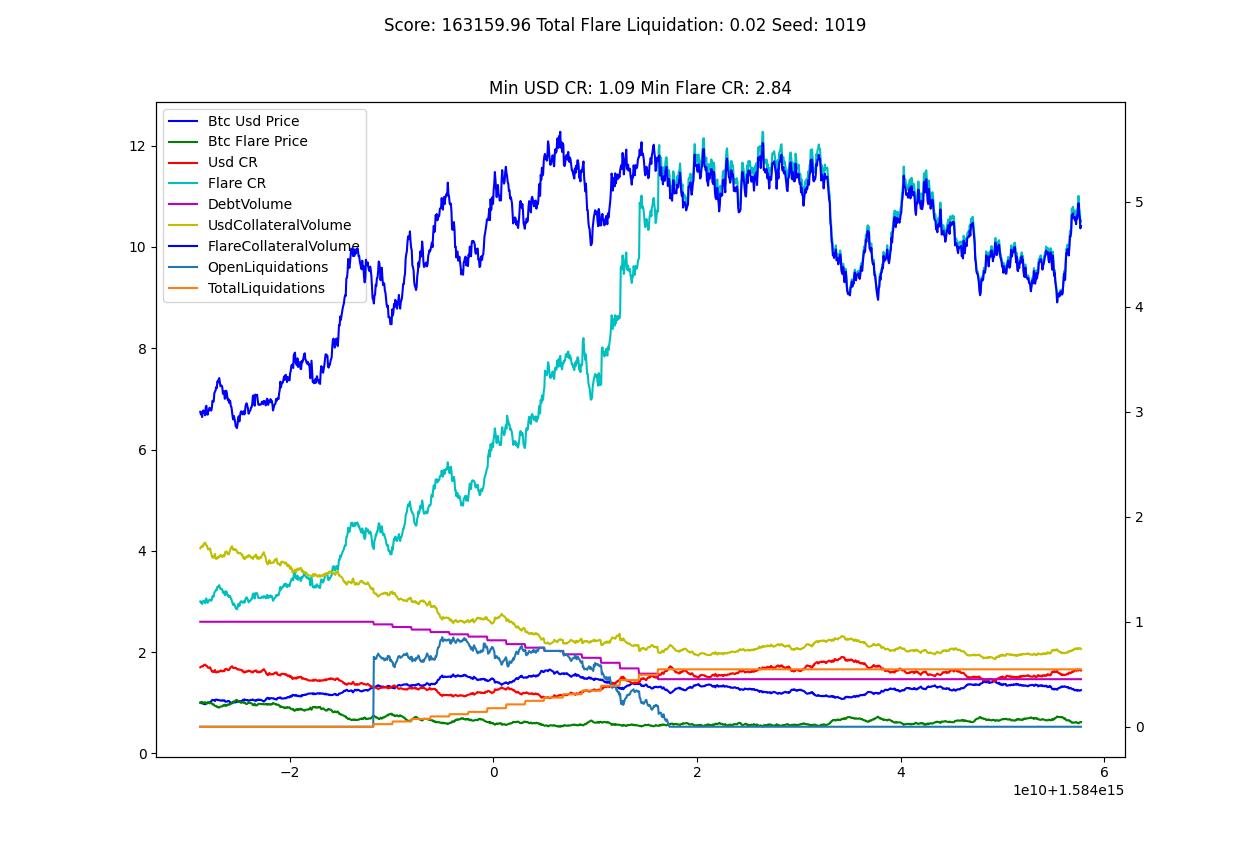 Score: 163159.96 Total Flare Liquidation: 0.02 Seed: 1019
Min USD CR: 1.09 Min Flare CR: 2.84
Btc Usd Price
Btc Flare Price
Usd CR
Flare CR
DebtVolume
UsdCollateralVolume
FlareCollateralVolume
OpenLiquidations
TotalLiquidations
12
10
8
6
4
2
0
5
4
3
2
1
0
−2
0
2
4
6
1e10+1.584e15